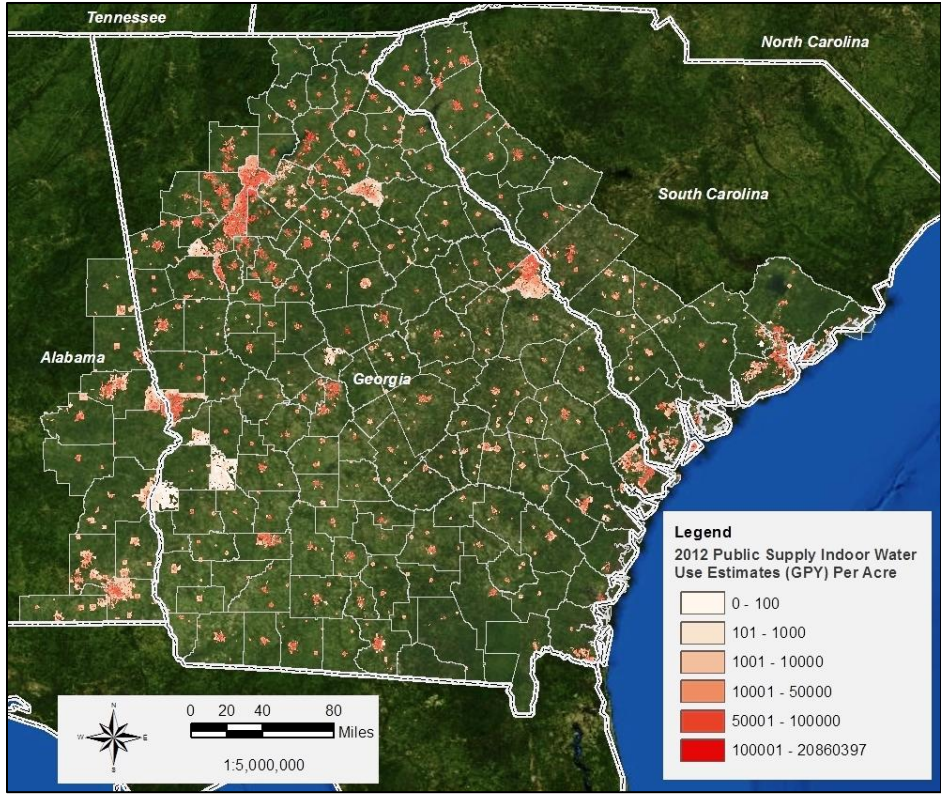 Tennessee
North Carolina
South Carolina
Alabama
Georgia
Legend
2012 Public Supply Indoor Water
Use Estimates (GPY) Per Acre
0 - 100
101 - 1000
1001 - 10000
10001 - 50000
50001 - 100000
100001 - 20860397
N
W E
S
0 20 40 80
Miles
1:5,000,000